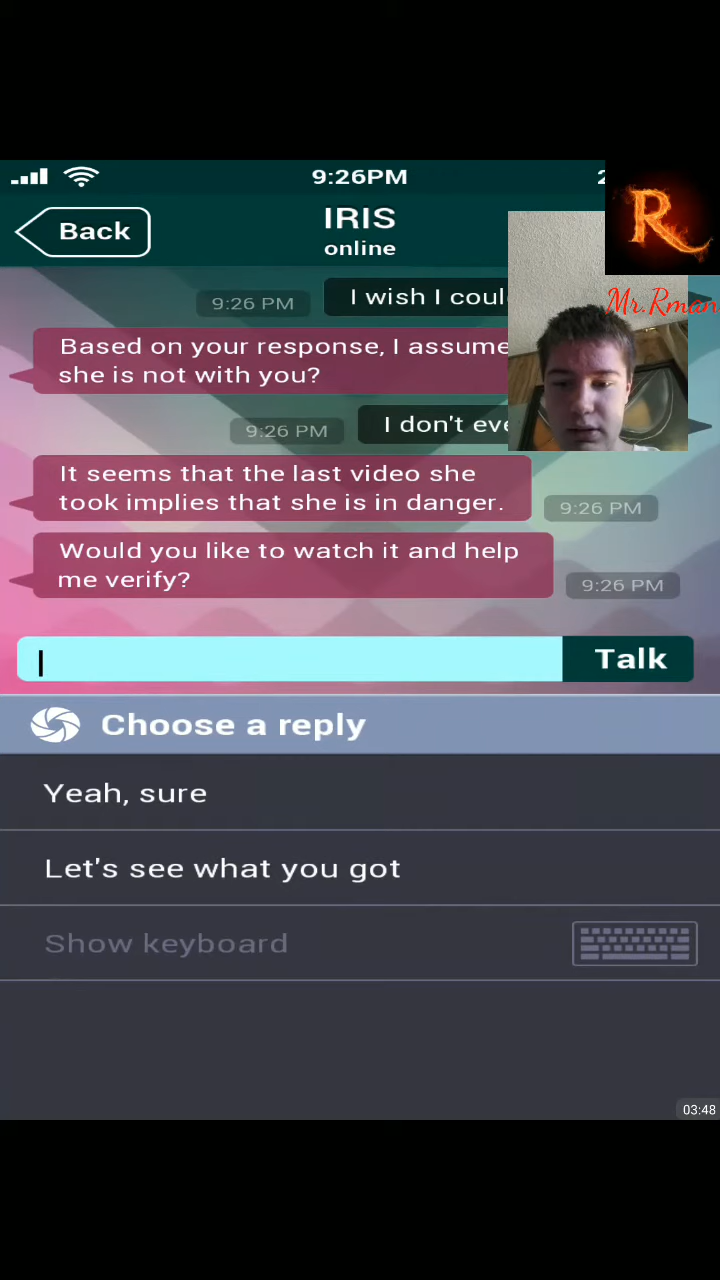 9:26PM
IRIS
Back
online
R
Mr.Rman
9:26 PM
I wish I coul
Based on your response, I assume
she is not with you?
9:26 PM
I don't eve
It seems that the last video she
took implies that she is in danger.
9:26 PM
Would you like to watch it and help
me verify?
9:26 PM
Talk
Choose a reply
Yeah, sure
Let's see what you got
Show keyboard
03:48